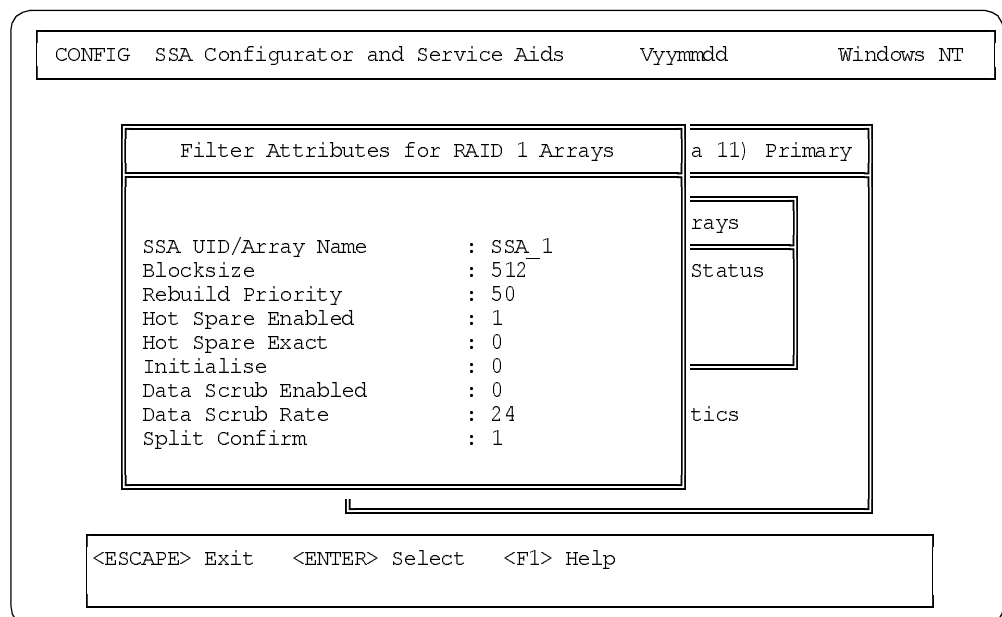 CONFIG SSA Configurator and Service Aids Vyymmdd Windows NT
Filter Attributes for RAID 1 Arrays
a 11) Primary
rays
SSA UID/Array Name : SSA_1
Blocksize : 512
Status
Rebuild Priority : 50
Hot Spare Enabled : 1
Hot Spare Exact : 0
Initialise : 0
Data Scrub Enabled : 0
Data Scrub Rate : 24
tics
Split Confirm : 1
<ESCAPE> Exit <ENTER> Select <F1> Help